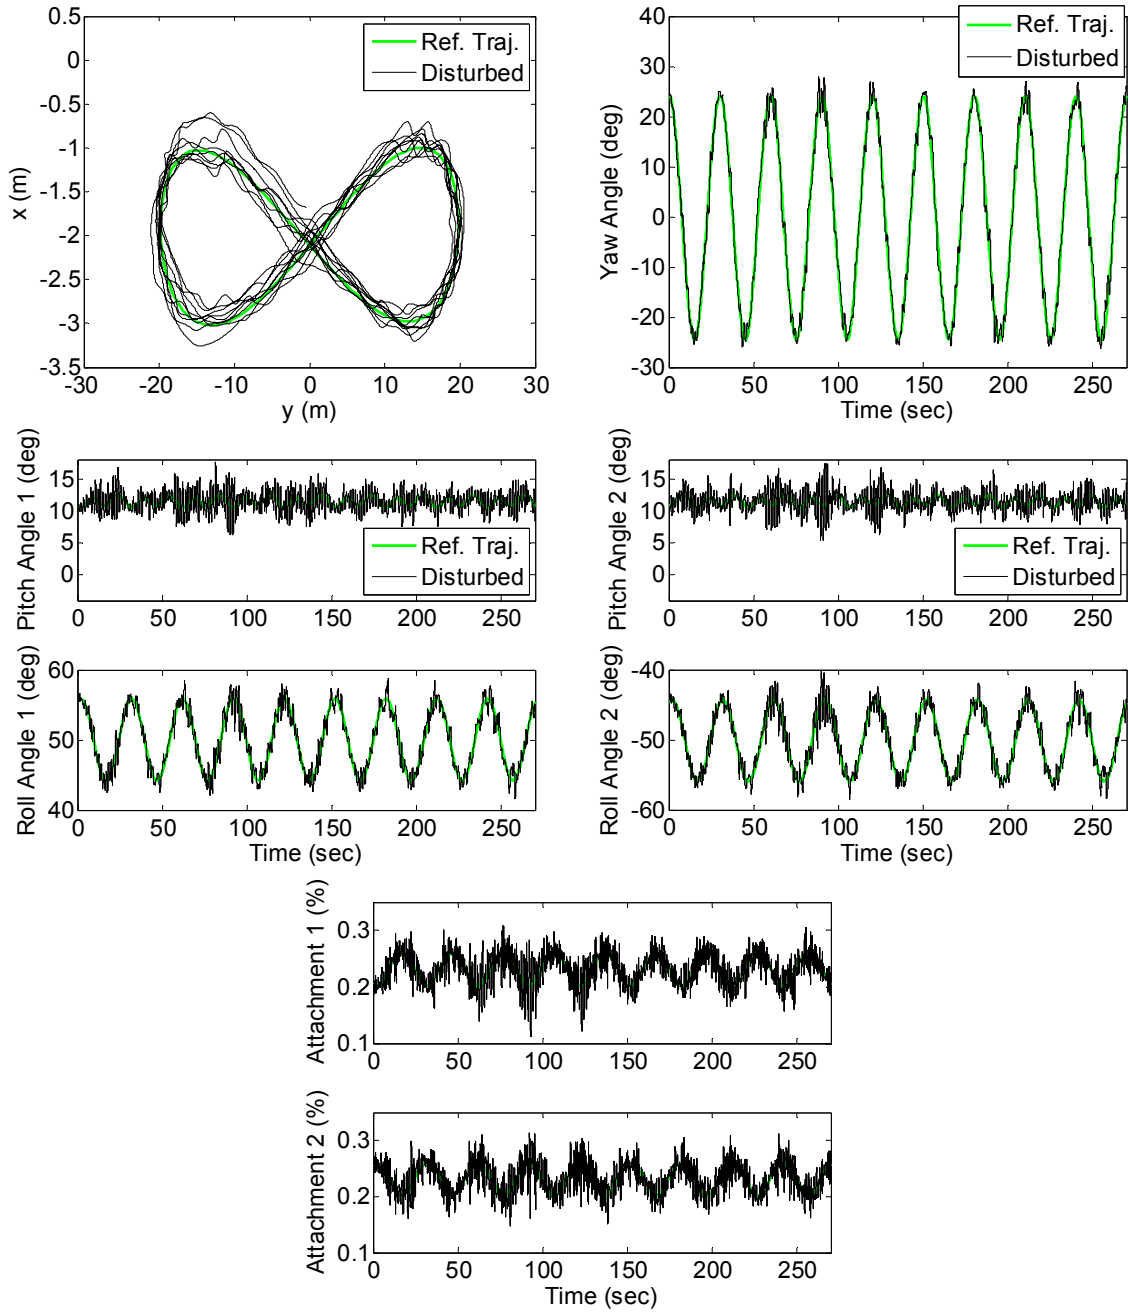 0.5
0
-0.5
-1
-1.5
-2
-2.5
-3
-3.5
x (m)
-30 -20 -10 0 10 20 30
y (m)
Ref. Traj.
Disturbed
40
30
20
10
0
-10
-20
-30
Yaw Angle (deg)
0 50 100 150 200 250
Time (sec)
Ref. Traj.
Disturbed
15
10
5
0
Pitch Angle 1 (deg)
0 50 100 150 200 250
Ref. Traj.
Disturbed
15
10
5
0
Pitch Angle 2 (deg)
0 50 100 150 200 250
Ref. Traj.
Disturbed
60
50
40
Roll Angle 1 (deg)
0 50 100 150 200 250
Time (sec)
-40
-50
-60
Roll Angle 2 (deg)
0 50 100 150 200 250
Time (sec)
0.3
0.2
0.1
Attachment 1 (%)
0 50 100 150 200 250
0.3
0.2
0.1
Attachment 2 (%)
0 50 100 150 200 250
Time (sec)